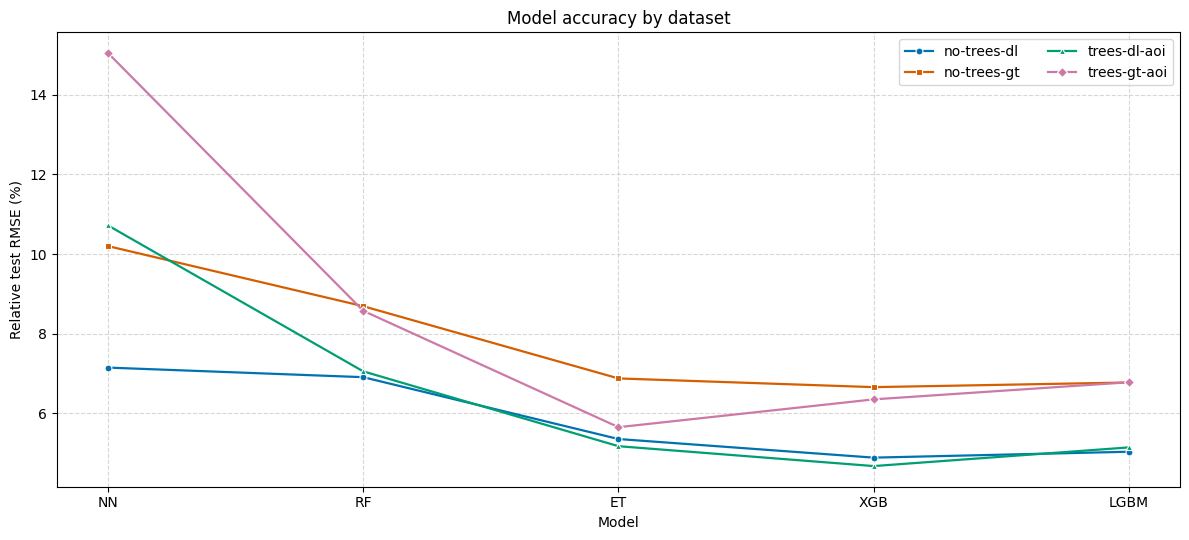 Model accuracy by dataset
no-trees-dl
no-trees-gt
trees-dl-aoi
trees-gt-aoi
Relative test RMSE (%)
14
12
10
8
6
NN RF ET XGB LGBM
Model